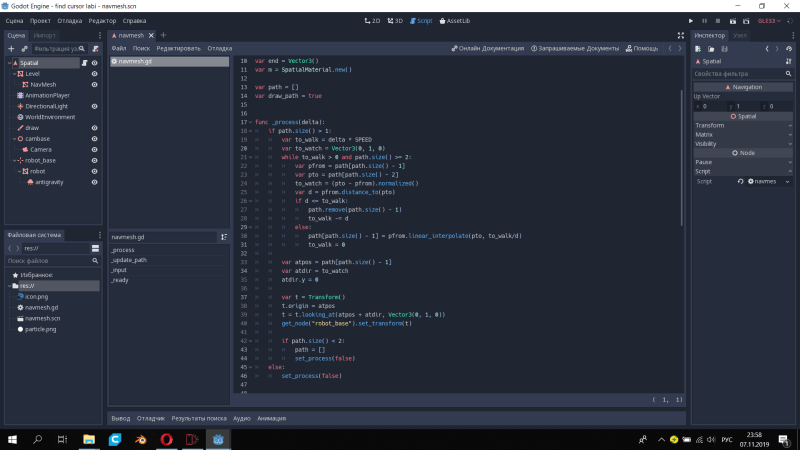 Godot Engine - find cursor labi - navmesh.scn
Сцена Проект Отладка Редактор Справка
2D 3D Script AssetLib
GLES2
Сцена Импорт
Фильтрация узл
Spatial
Level
NavMesh
AnimationPlayer
DirectionalLight
WorldEnvironment
draw
cambase
Camera
robot_base
robot
antigravity
Файловая система
res://
Поиск файлов
Избранное:
res://
icon.png
navmesh.gd
navmesh.scn
particle.png
navmesh
Файл Поиск Редактировать Отладка
Онлайн Документация Запрашиваемые Документы Помощь
navmesh.gd
navmesh.gd
_process
_update_path
_input
_ready
10 var end = Vector3()
11 var m = SpatialMaterial.new()
12
13 var path = []
14 var draw_path = true
15
16
17 func _process(delta):
18 if path.size() > 1:
19 var to_walk = delta * SPEED
20 var to_watch = Vector3(0, 1, 0)
21 while to_walk > 0 and path.size() >= 2:
22 var pfrom = path[path.size() - 1]
23 var pto = path[path.size() - 2]
24 to_watch = (pto - pfrom).normalized()
25 var d = pfrom.distance_to(pto)
26 if d <= to_walk:
27 path.remove(path.size() - 1)
28 to_walk -= d
29 else:
30 path[path.size() - 1] = pfrom.linear_interpolate(pto, to_walk/d)
31 to_walk = 0
32
33 var atpos = path[path.size() - 1]
34 var atdir = to_watch
35 atdir.y = 0
36
37 var t = Transform()
38 t.origin = atpos
39 t = t.looking_at(atpos + atdir, Vector3(0, 1, 0))
40 get_node("robot_base").set_transform(t)
41
42 if path.size() < 2:
43 path = []
44 set_process(false)
45 else:
46 set_process(false)
47
( 1, 1)
Вывод Отладчик Результаты поиска Аудио Анимация
Инспектор Узел
Spatial
Свойства фильтра
Navigation
Up Vector
x 0 y 1 z 0
Spatial
Transform
Matrix
Visibility
Node
Pause
Script
Script navmes
РУС
23:58
07.11.2019